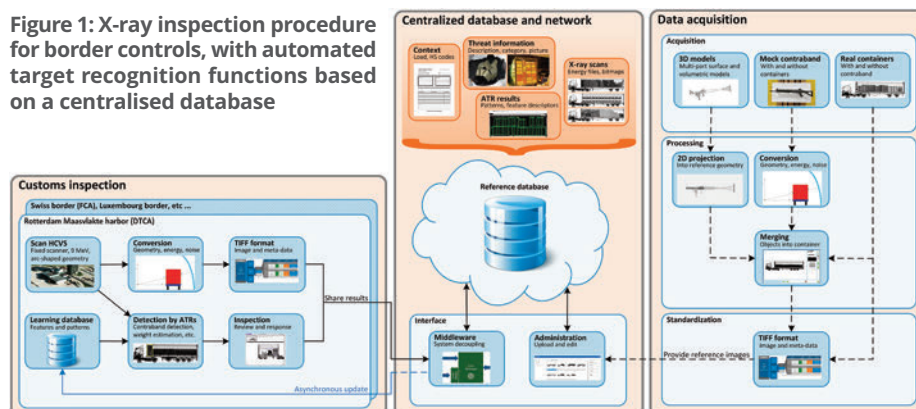 Figure 1: X-ray inspection procedure
for border controls, with automated
target recognition functions based
on a centralised database
Customs inspection
Swiss border (FCA), Luxembourg border, etc ...
Rotterdam Maasvlakte harbor (DTCA)
Scan HCVS
Fixed scanner, 9 MeV,
arc-shaped geometry
Conversion
Geometry, energy, noise
TIFF format
Image and meta-data
Learning database
Features and patterns
Detection by ATRs
Contraband detection,
weight estimation, etc.
Inspection
Review and response
Share results
Asynchronous update
Centralized database and network
Context
Load, HS codes
Threat information
Description, category, picture
X-ray scans
Energy files, bitmaps
ATR results
Patterns, feature descriptors
Reference database
Interface
Middleware
System decoupling
Administration
Upload and edit
Data acquisition
Acquisition
3D models
Multi-part surface and
volumetric models
Mock contraband
With and without
containers
Real containers
With and without
contraband
Processing
2D projection
Into reference geometry
Conversion
Geometry, energy, noise
Merging
Objects into container
Standardization
TIFF format
Image and meta-data
Provide reference images